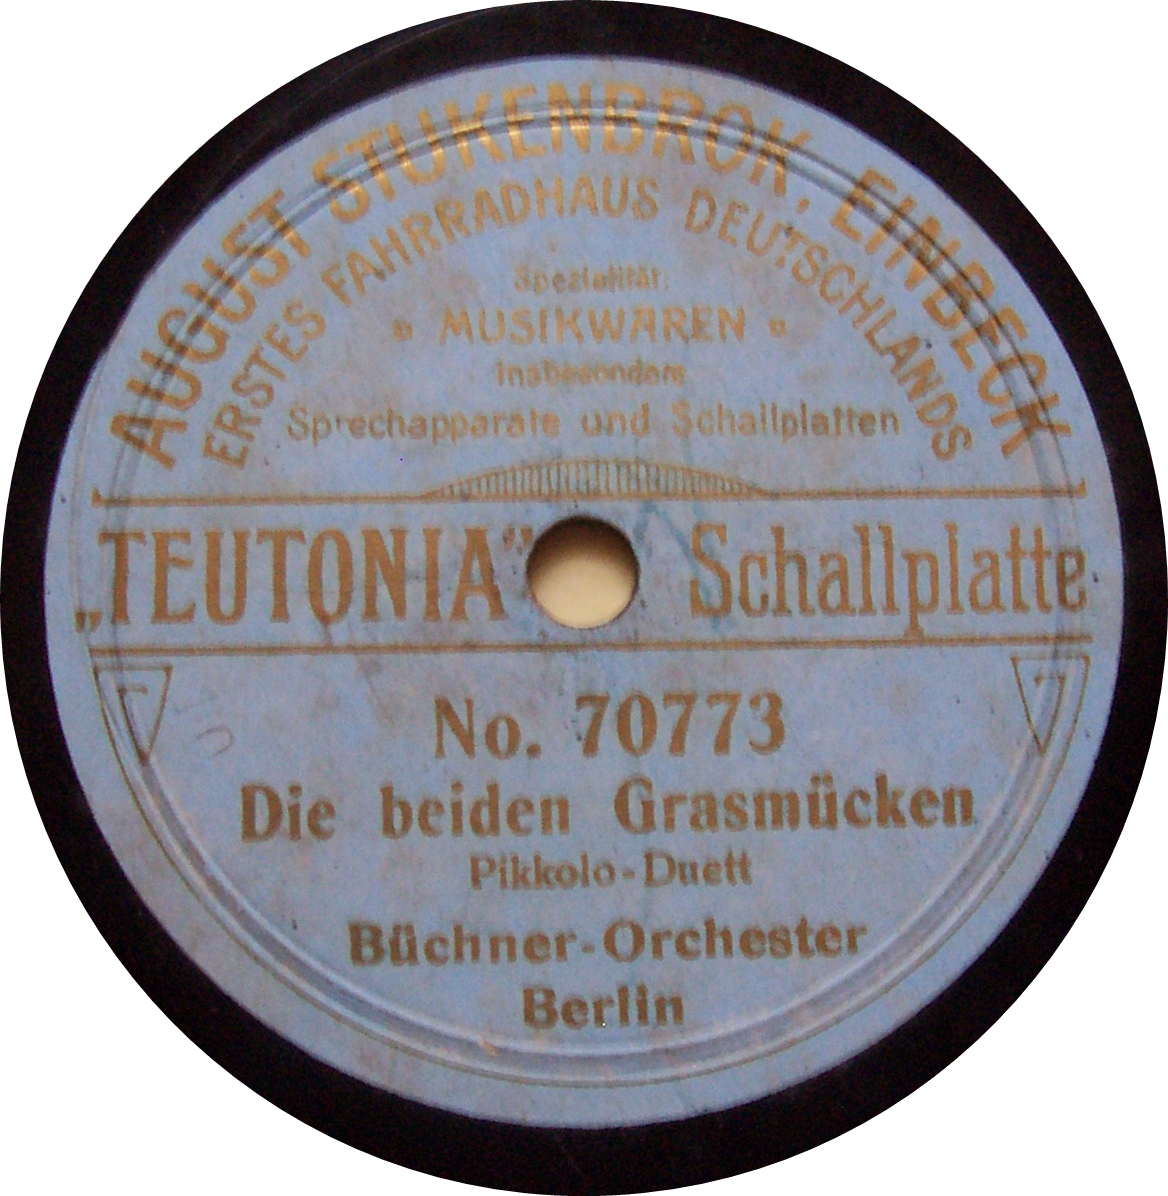 AUGUST STUKENBROK, EINBECK
ERSTES FAHRRADHAUS DEUTSCHLANDS
Spezialität:
MUSIKWAREN
insbesondere
Sprechapparate und Schallplatten
„TEUTONIA“ Schallplatte
No. 70773
Die beiden Grasmücken
Pikkolo-Duett
Büchner-Orchester
Berlin